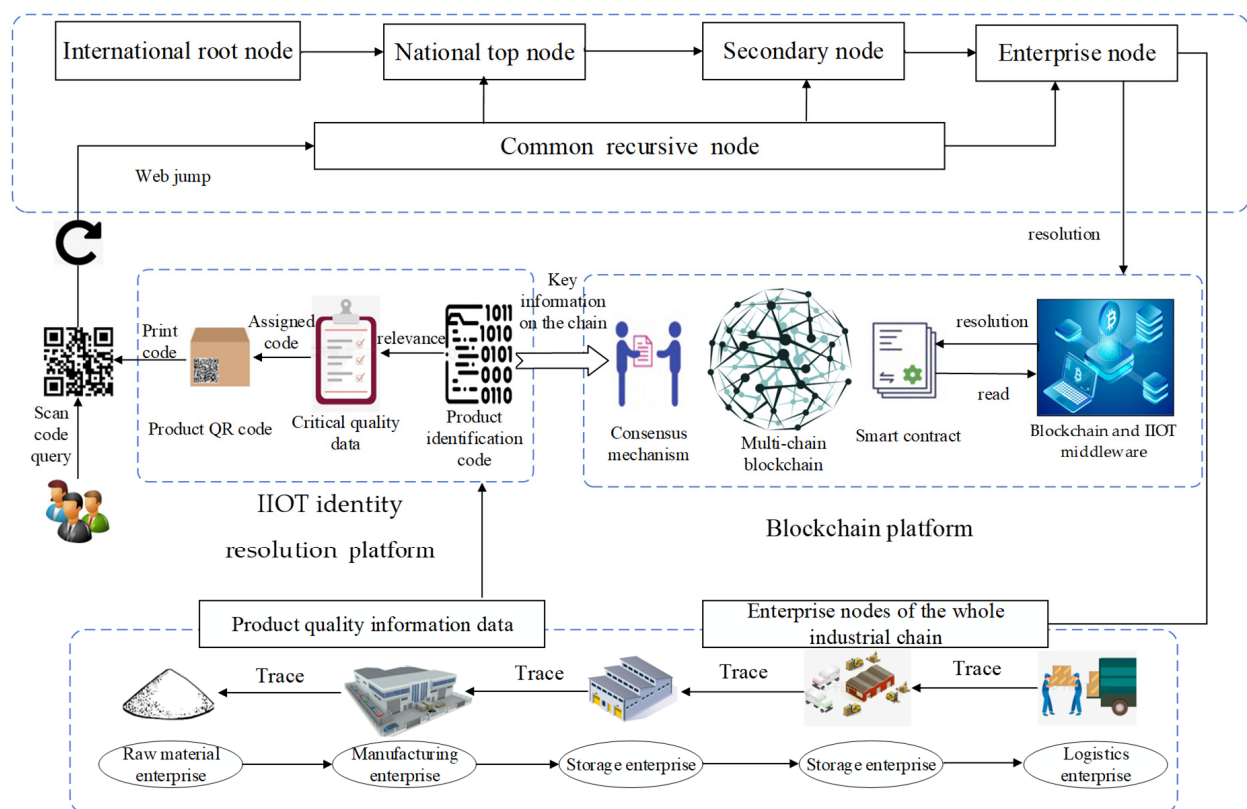 International root node
National top node
Secondary node
Enterprise node
Common recursive node
Web jump
resolution
Key
information
on the chain
Print
code
Assigned
code
relevance
1011
1010
0101
000
0110
resolution
read
Scan
code
query
Product QR code
Critical quality
data
Product
identification
code
Consensus
mechanism
Multi-chain
blockchain
Smart contract
Blockchain and IIOT
middleware
IIOT identity
resolution platform
Blockchain platform
Product quality information data
Enterprise nodes of the whole
industrial chain
Trace
Trace
Trace
Trace
Raw material
enterprise
Manufacturing
enterprise
Storage enterprise
Storage enterprise
Logistics
enterprise